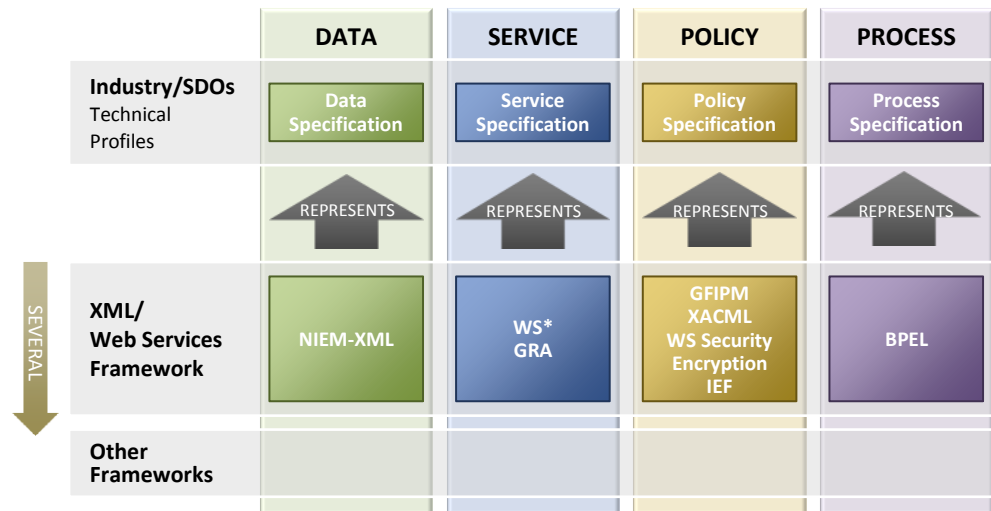 DATA
SERVICE
POLICY
PROCESS
Industry/SDOs
Technical
Profiles
Data
Specification
Service
Specification
Policy
Specification
Process
Specification
REPRESENTS
REPRESENTS
REPRESENTS
REPRESENTS
SEVERAL
XML/
Web Services
Framework
NIEM-XML
WS*
GRA
GFIPM
XACML
WS Security
Encryption
IEF
BPEL
Other
Frameworks